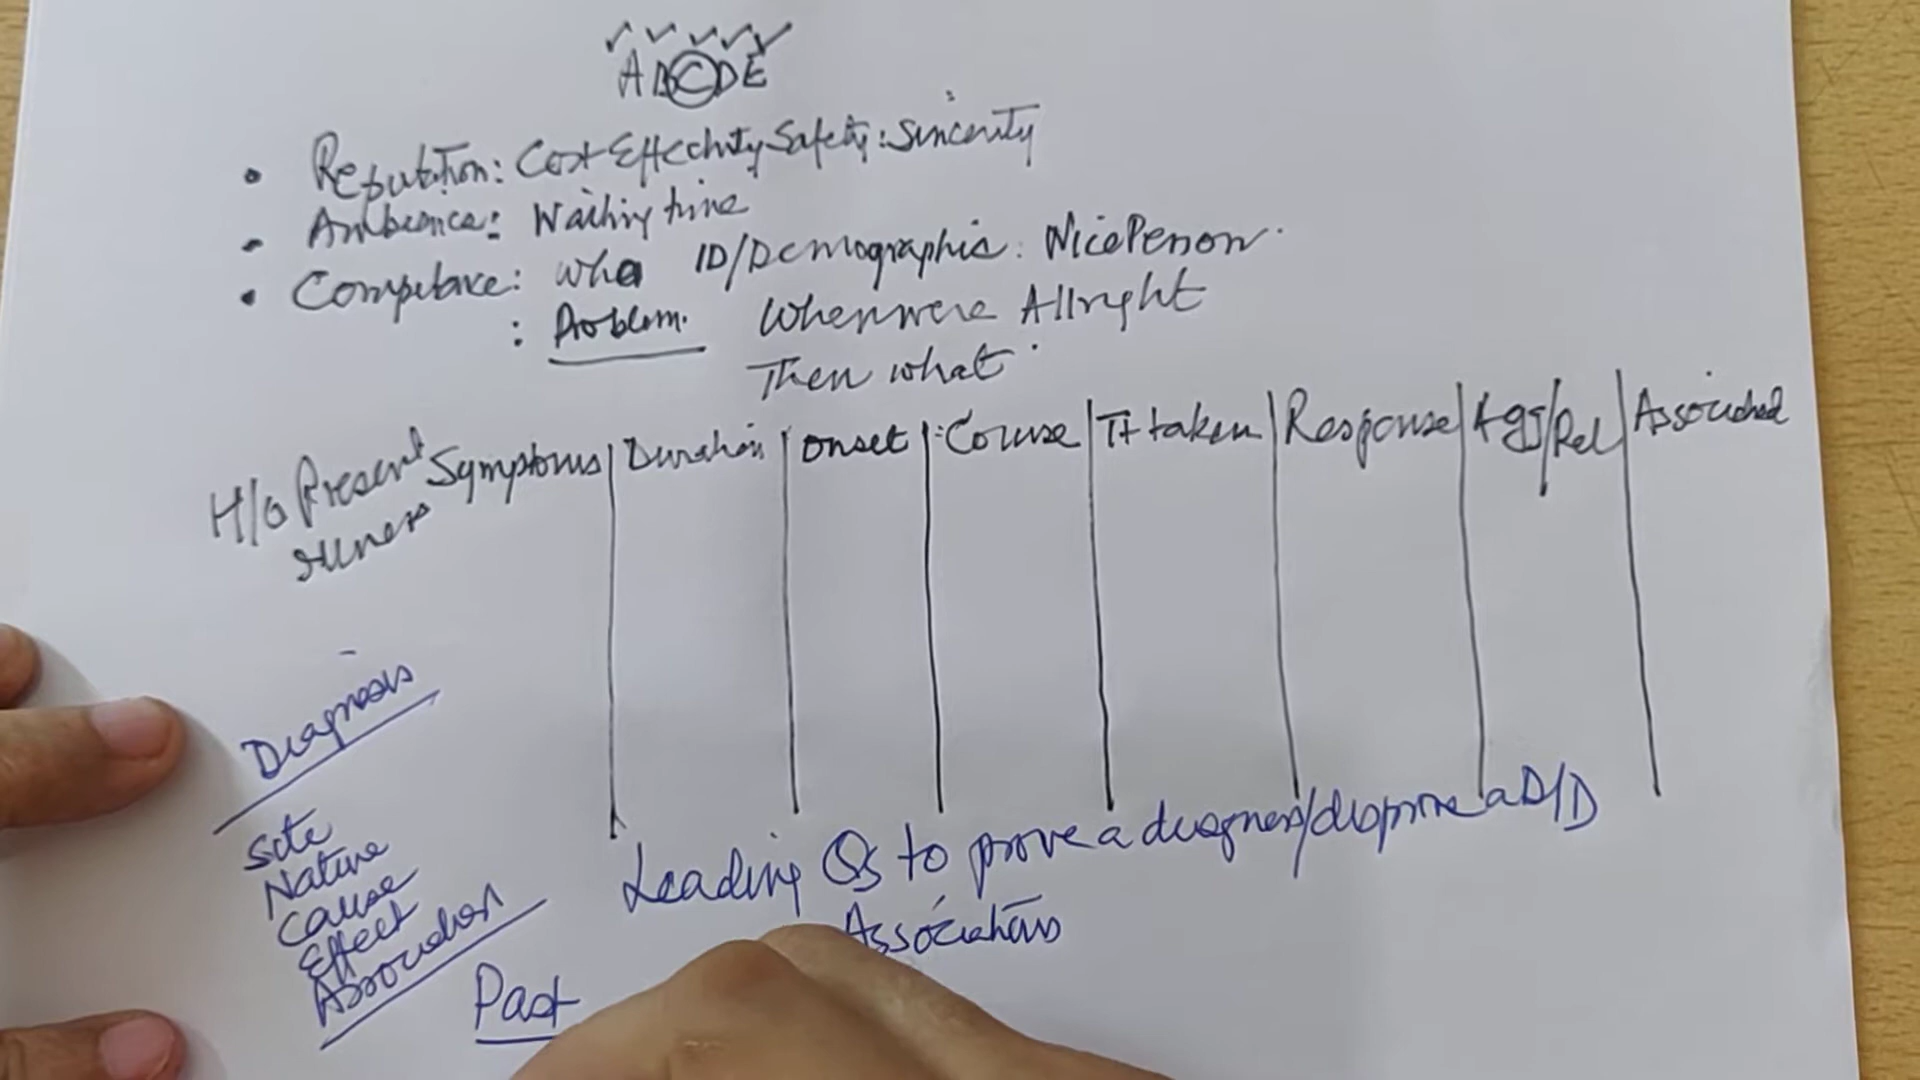 ABCDE
• Reputation: Cost Effectivity Safety: Sincerity
• Ambience: Waiting time
• Competance: who ID/Demographic: Nice Person.
: Problem. When were Allright
Then what
H/o Present illness
Symptoms | Duration | onset | Course | Tt taken | Response | Agg/Rel | Associated
Leading Qs to prove a diagnosis/disprove a D/D
Associations
Diagnosis
Site
Nature
Cause
Effect
Association
Past